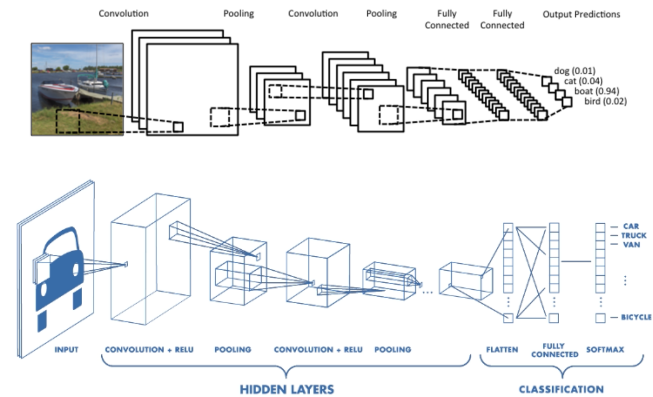 Convolution Pooling Convolution Pooling Fully Connected Fully Connected Output Predictions
dog (0.01)
cat (0.04)
boat (0.94)
bird (0.02)
CAR
TRUCK
VAN
BICYCLE
INPUT CONVOLUTION + RELU POOLING CONVOLUTION + RELU POOLING FLATTEN FULLY CONNECTED SOFTMAX
HIDDEN LAYERS CLASSIFICATION